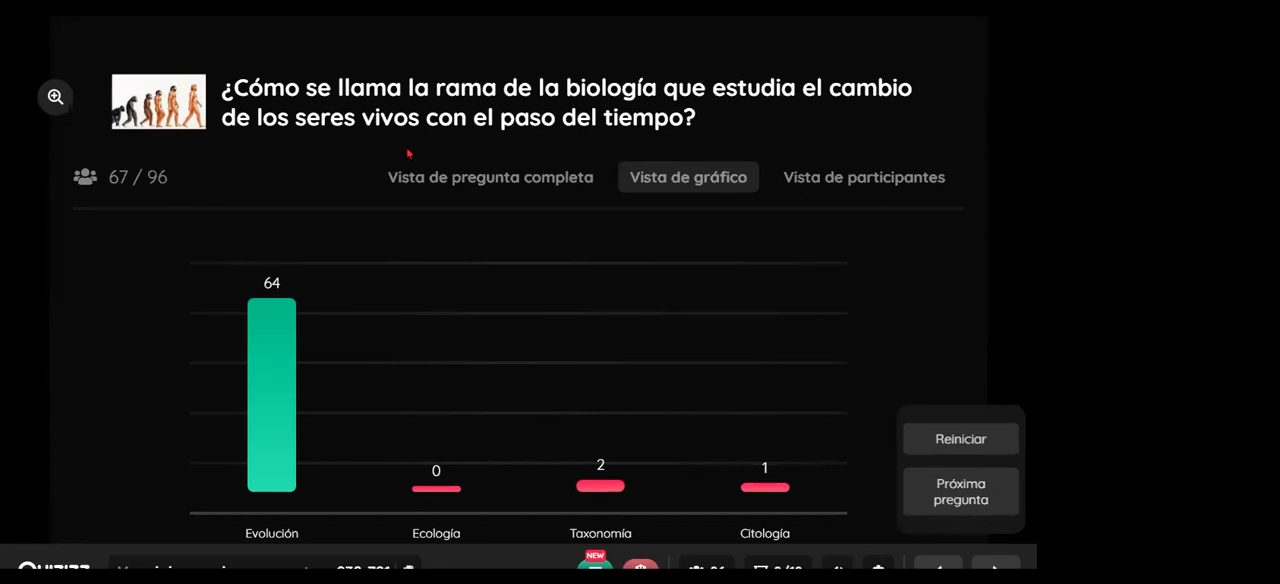 ¿Cómo se llama la rama de la biología que estudia el cambio
de los seres vivos con el paso del tiempo?
67 / 96
Vista de pregunta completa
Vista de gráfico
Vista de participantes
64
0
2
1
Evolución
Ecología
Taxonomía
Citología
Reiniciar
Próxima
pregunta
NEW